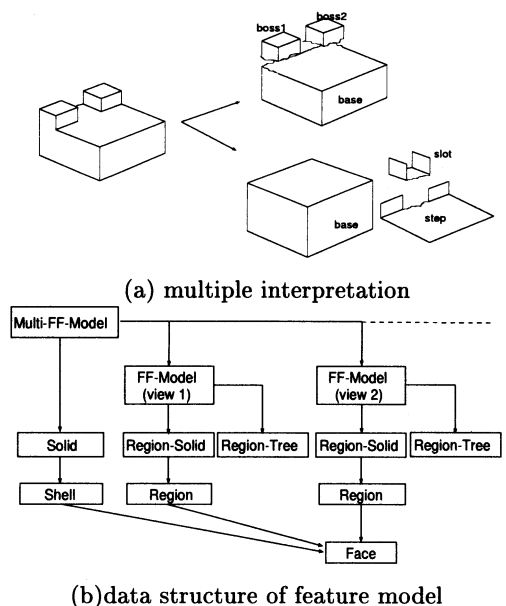 boss1
boss2
base
slot
base
step
(a) multiple interpretation
Multi-FF-Model
FF-Model
(view 1)
FF-Model
(view 2)
Solid
Region-Solid
Region-Tree
Region-Solid
Region-Tree
Shell
Region
Region
Face
(b)data structure of feature model